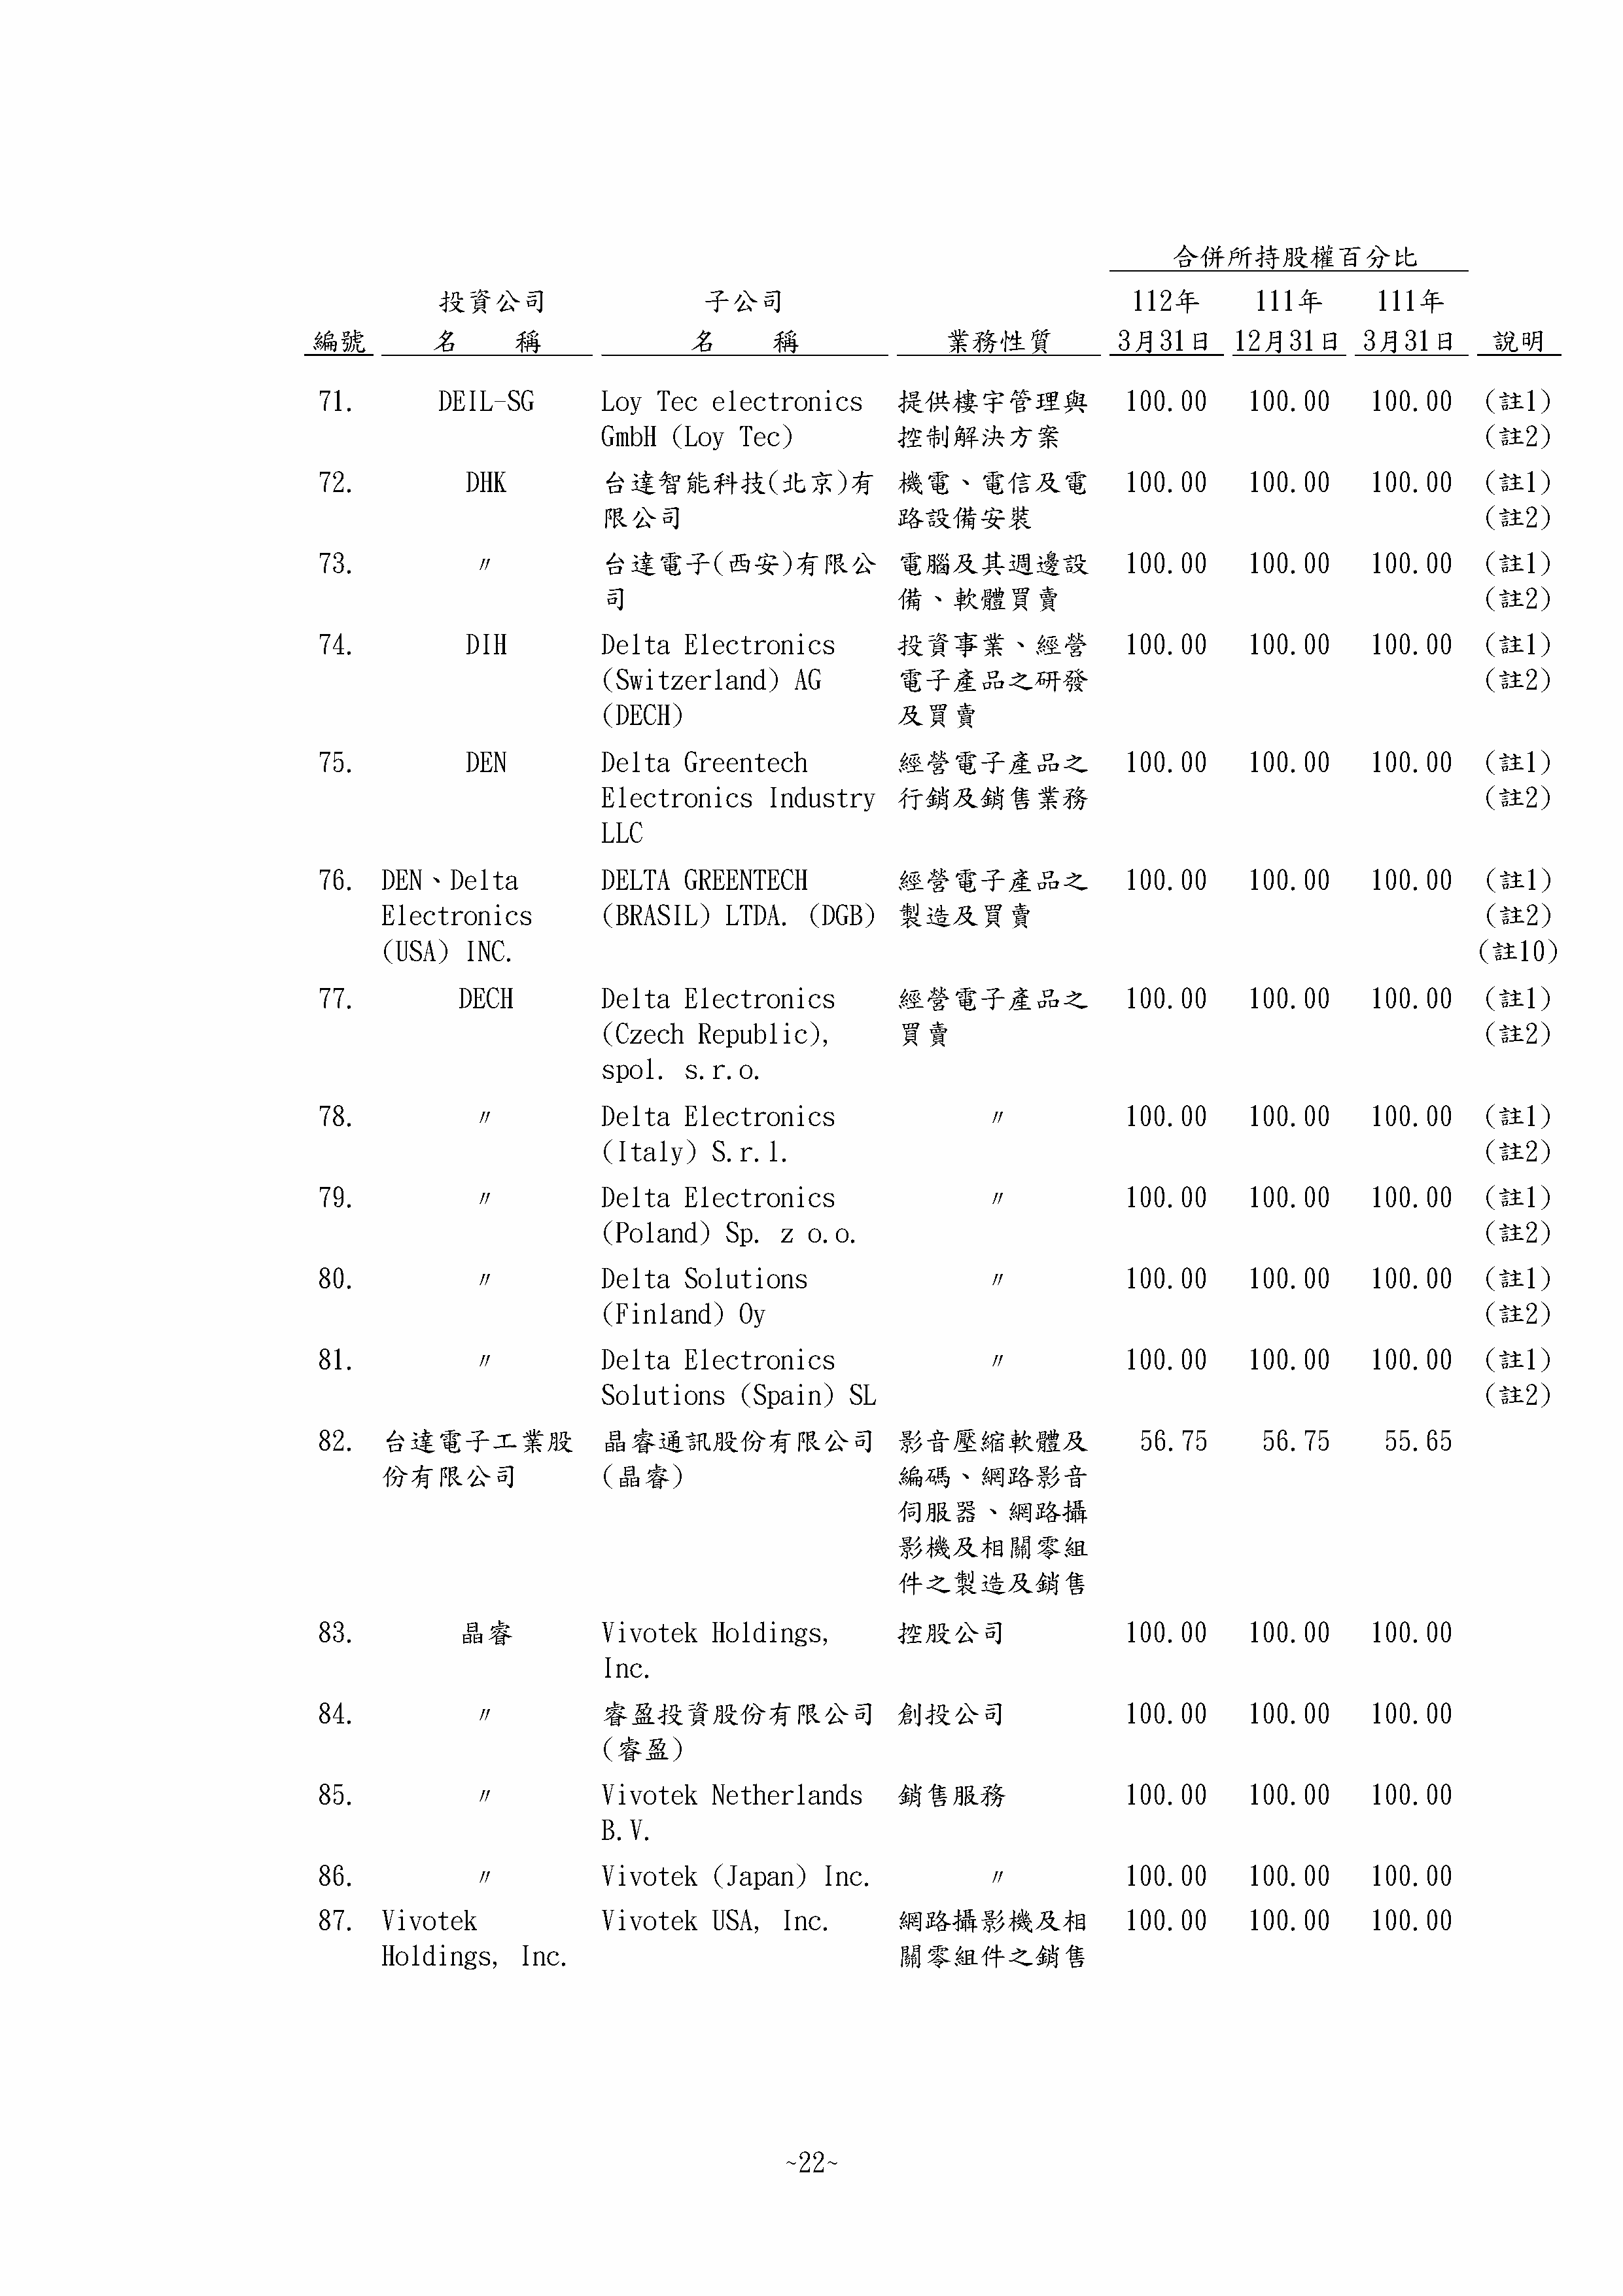 合併所持股權百分比
投資公司 子公司 112年 111年 111年
編號 名 稱 名 稱 業務性質 3月31日 12月31日 3月31日 說明
71. DEIL-SG Loy Tec electronics 提供樓宇管理與 100.00 100.00 100.00 (註1)
GmbH (Loy Tec) 控制解決方案 (註2)
72. DHK 台達智能科技(北京)有 機電、電信及電 100.00 100.00 100.00 (註1)
限公司 路設備安裝 (註2)
73. 〃 台達電子(西安)有限公 電腦及其週邊設 100.00 100.00 100.00 (註1)
司 備、軟體買賣 (註2)
74. DIH Delta Electronics 投資事業、經營 100.00 100.00 100.00 (註1)
(Switzerland) AG 電子產品之研發 (註2)
(DECH) 及買賣
75. DEN Delta Greentech 經營電子產品之 100.00 100.00 100.00 (註1)
Electronics Industry 行銷及銷售業務 (註2)
LLC
76. DEN、Delta DELTA GREENTECH 經營電子產品之 100.00 100.00 100.00 (註1)
Electronics (BRASIL) LTDA. (DGB) 製造及買賣 (註2)
(USA) INC. (註10)
77. DECH Delta Electronics 經營電子產品之 100.00 100.00 100.00 (註1)
(Czech Republic), 買賣 (註2)
spol. s.r.o.
78. 〃 Delta Electronics 〃 100.00 100.00 100.00 (註1)
(Italy) S.r.l. (註2)
79. 〃 Delta Electronics 〃 100.00 100.00 100.00 (註1)
(Poland) Sp. z o.o. (註2)
80. 〃 Delta Solutions 〃 100.00 100.00 100.00 (註1)
(Finland) Oy (註2)
81. 〃 Delta Electronics 〃 100.00 100.00 100.00 (註1)
Solutions (Spain) SL (註2)
82. 台達電子工業股 晶睿通訊股份有限公司 影音壓縮軟體及 56.75 56.75 55.65
份有限公司 (晶睿) 編碼、網路影音
伺服器、網路攝
影機及相關零組
件之製造及銷售
83. 晶睿 Vivotek Holdings, 控股公司 100.00 100.00 100.00
Inc.
84. 〃 睿盈投資股份有限公司 創投公司 100.00 100.00 100.00
(睿盈)
85. 〃 Vivotek Netherlands 銷售服務 100.00 100.00 100.00
B.V.
86. 〃 Vivotek (Japan) Inc. 〃 100.00 100.00 100.00
87. Vivotek Vivotek USA, Inc. 網路攝影機及相 100.00 100.00 100.00
Holdings, Inc. 關零組件之銷售
~22~